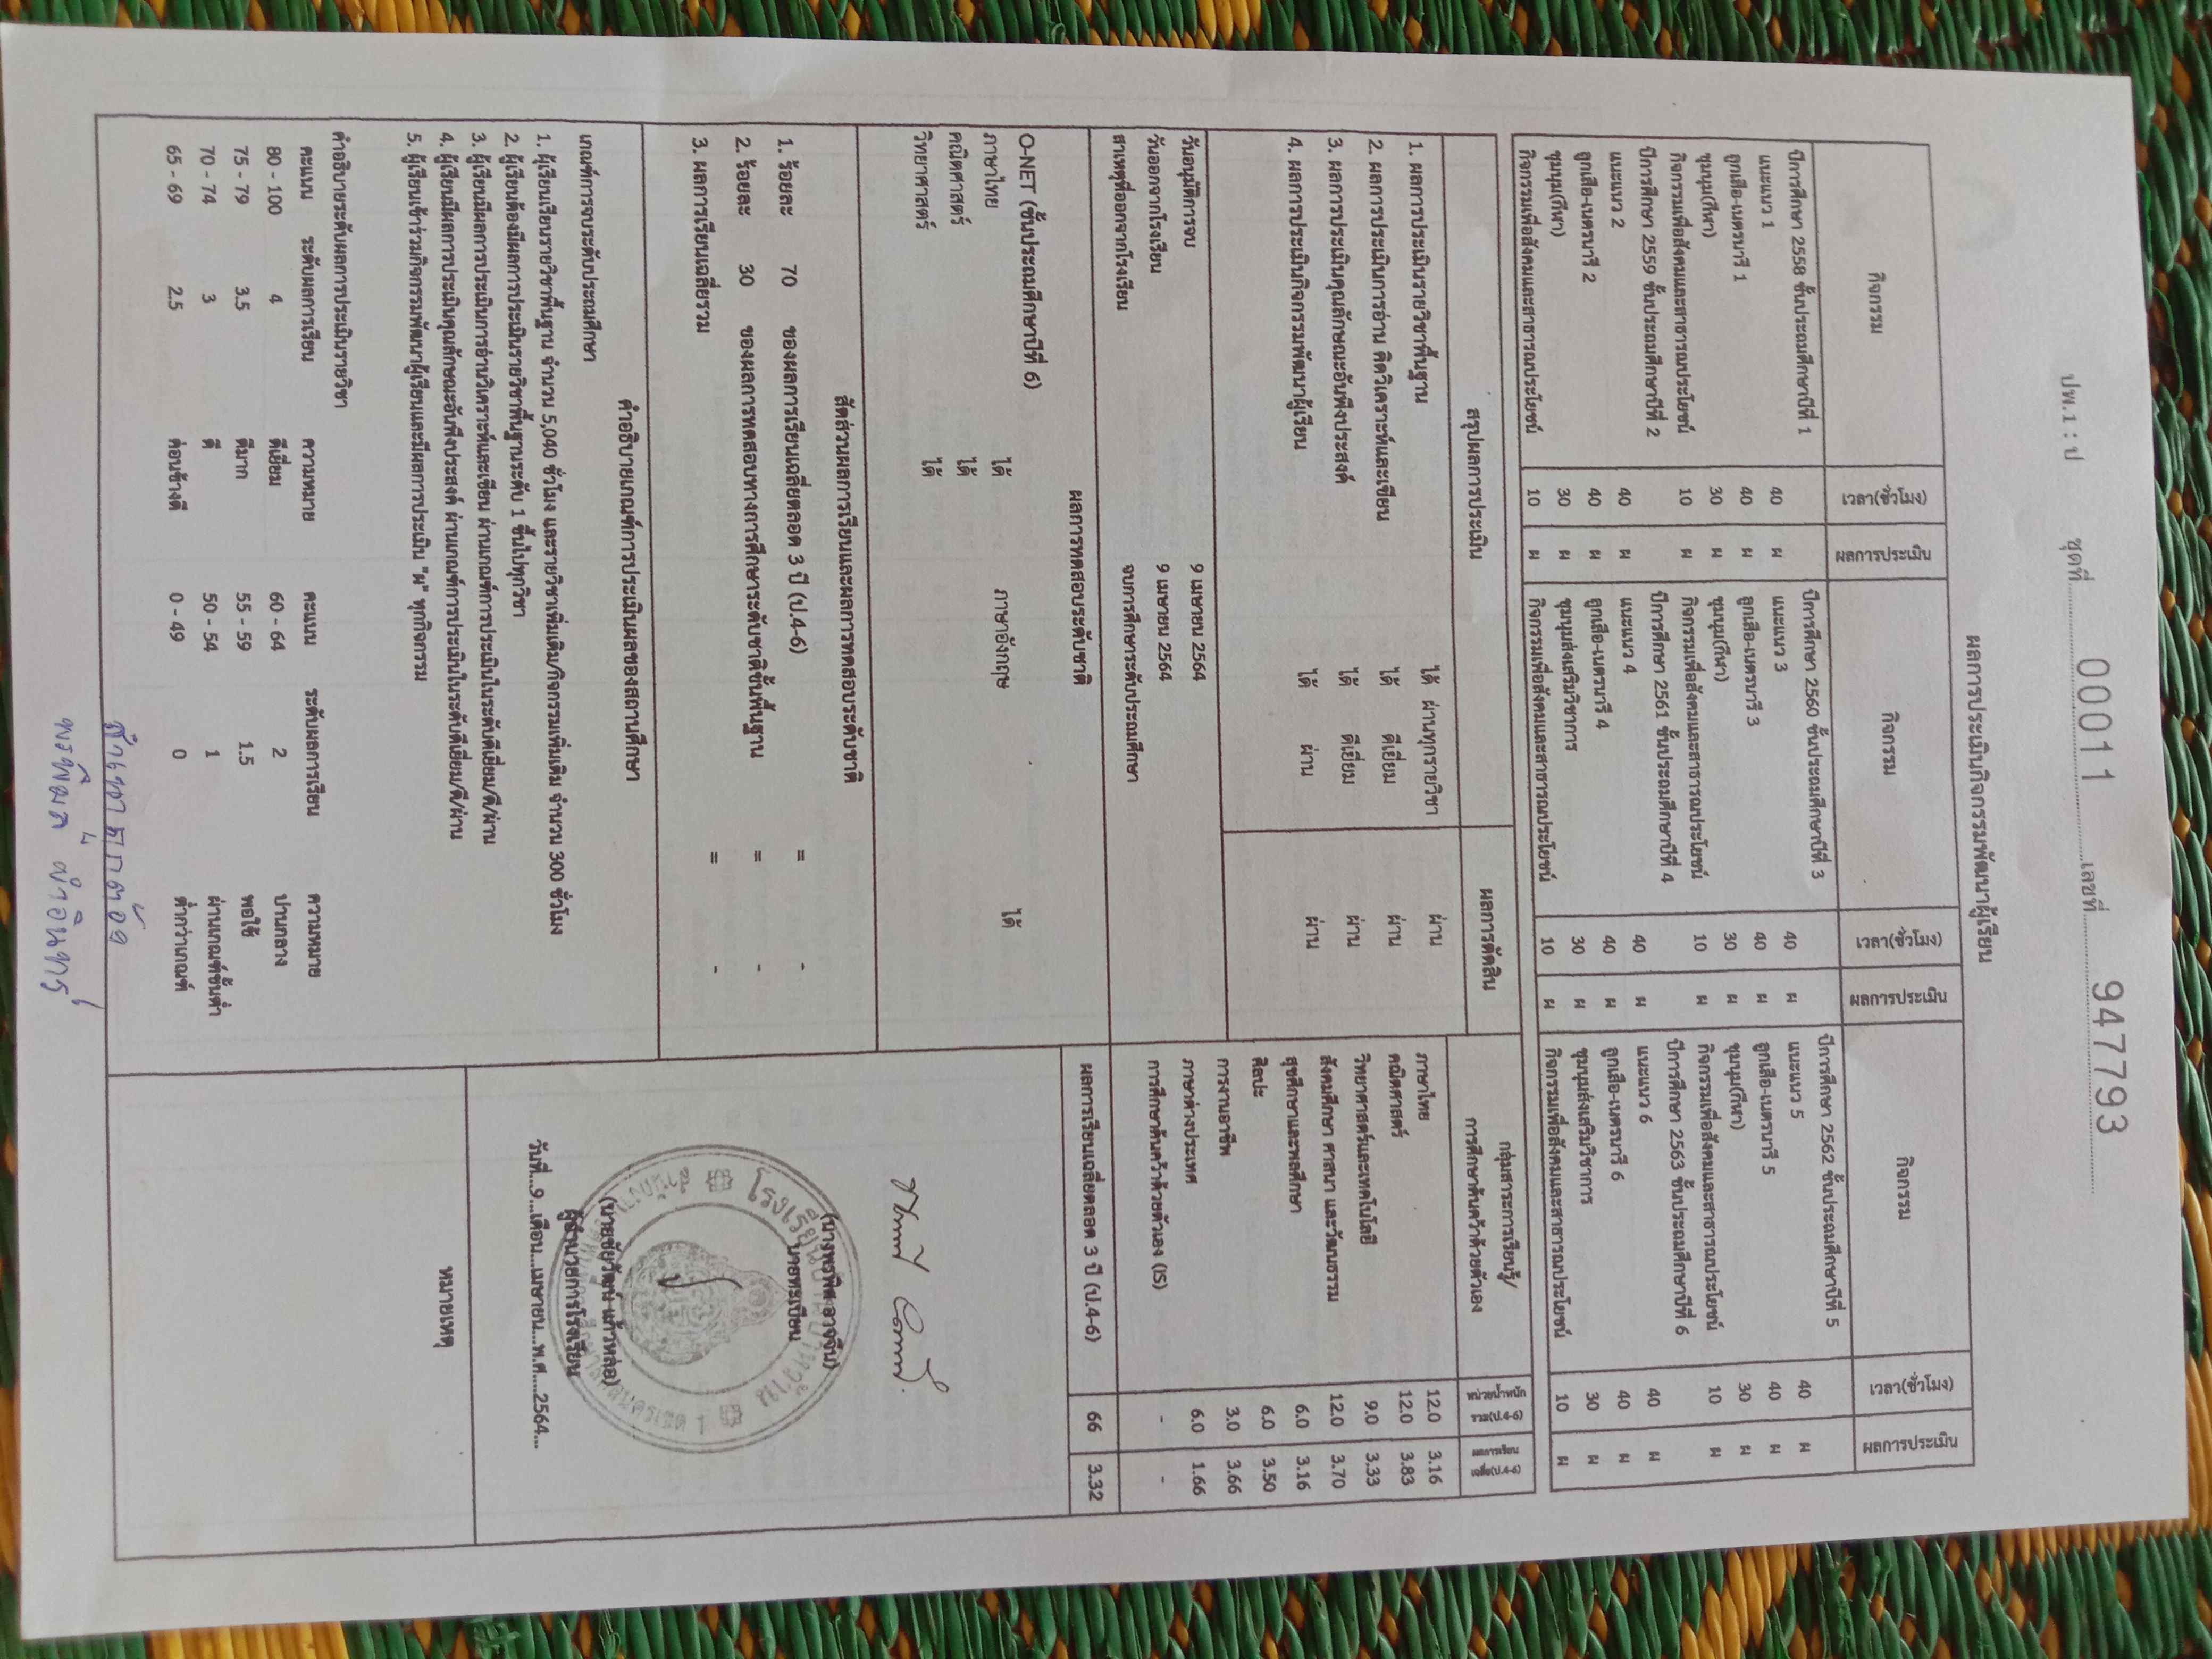 ปพ.1 : ป ชุดที่ 00011 เลขที่ 947793
ผลการประเมินกิจกรรมพัฒนาผู้เรียน
กิจกรรม เวลา(ชั่วโมง) ผลการประเมิน กิจกรรม เวลา(ชั่วโมง) ผลการประเมิน กิจกรรม เวลา(ชั่วโมง) ผลการประเมิน
ปีการศึกษา 2558 ชั้นประถมศึกษาปีที่ 1 ปีการศึกษา 2560 ชั้นประถมศึกษาปีที่ 3 ปีการศึกษา 2562 ชั้นประถมศึกษาปีที่ 5
แนะแนว 1 40 ผ แนะแนว 3 40 ผ แนะแนว 5 40 ผ
ลูกเสือ-เนตรนารี 1 40 ผ ลูกเสือ-เนตรนารี 3 40 ผ ลูกเสือ-เนตรนารี 5 40 ผ
ชุมนุม(กีฬา) 30 ผ ชุมนุม(กีฬา) 30 ผ ชุมนุม(กีฬา) 30 ผ
กิจกรรมเพื่อสังคมและสาธารณประโยชน์ 10 ผ กิจกรรมเพื่อสังคมและสาธารณประโยชน์ 10 ผ กิจกรรมเพื่อสังคมและสาธารณประโยชน์ 10 ผ
ปีการศึกษา 2559 ชั้นประถมศึกษาปีที่ 2 ปีการศึกษา 2561 ชั้นประถมศึกษาปีที่ 4 ปีการศึกษา 2563 ชั้นประถมศึกษาปีที่ 6
แนะแนว 2 40 ผ แนะแนว 4 40 ผ แนะแนว 6 40 ผ
ลูกเสือ-เนตรนารี 2 40 ผ ลูกเสือ-เนตรนารี 4 40 ผ ลูกเสือ-เนตรนารี 6 40 ผ
ชุมนุม(กีฬา) 30 ผ ชุมนุมส่งเสริมวิชาการ 30 ผ ชุมนุมส่งเสริมวิชาการ 30 ผ
กิจกรรมเพื่อสังคมและสาธารณประโยชน์ 10 ผ กิจกรรมเพื่อสังคมและสาธารณประโยชน์ 10 ผ กิจกรรมเพื่อสังคมและสาธารณประโยชน์ 10 ผ
สรุปผลการประเมิน ผลการตัดสิน
1. ผลการประเมินรายวิชาพื้นฐาน ได้ ผ่านทุกรายวิชา ผ่าน
2. ผลการประเมินการอ่าน คิดวิเคราะห์และเขียน ได้ ดีเยี่ยม ผ่าน
3. ผลการประเมินคุณลักษณะอันพึงประสงค์ ได้ ดีเยี่ยม ผ่าน
4. ผลการประเมินกิจกรรมพัฒนาผู้เรียน ได้ ผ่าน ผ่าน
วันอนุมัติการจบ 9 เมษายน 2564
วันออกจากโรงเรียน 9 เมษายน 2564
สาเหตุที่ออกจากโรงเรียน จบการศึกษาระดับประถมศึกษา
ผลการทดสอบระดับชาติ
O-NET (ชั้นประถมศึกษาปีที่ 6)
ภาษาไทย ได้ ภาษาอังกฤษ ได้
คณิตศาสตร์ ได้
วิทยาศาสตร์ ได้
สัดส่วนผลการเรียนและผลการทดสอบระดับชาติ
1. ร้อยละ 70 ของผลการเรียนเฉลี่ยตลอด 3 ปี (ป.4-6) = -
2. ร้อยละ 30 ของผลการทดสอบทางการศึกษาระดับชาติขั้นพื้นฐาน = -
3. ผลการเรียนเฉลี่ยรวม = -
คำอธิบายเกณฑ์การประเมินผลของสถานศึกษา
เกณฑ์การจบระดับประถมศึกษา
1. ผู้เรียนเรียนรายวิชาพื้นฐาน จำนวน 5,040 ชั่วโมง และรายวิชาเพิ่มเติม/กิจกรรมเพิ่มเติม จำนวน 300 ชั่วโมง
2. ผู้เรียนต้องมีผลการประเมินรายวิชาพื้นฐานระดับ 1 ขึ้นไปทุกวิชา
3. ผู้เรียนมีผลการประเมินการอ่านวิเคราะห์และเขียน ผ่านเกณฑ์การประเมินในระดับดีเยี่ยม/ดี/ผ่าน
4. ผู้เรียนมีผลการประเมินคุณลักษณะอันพึงประสงค์ ผ่านเกณฑ์การประเมินในระดับดีเยี่ยม/ดี/ผ่าน
5. ผู้เรียนเข้าร่วมกิจกรรมพัฒนาผู้เรียนและมีผลการประเมิน "ผ" ทุกกิจกรรม
คำอธิบายระดับผลการประเมินรายวิชา
คะแนน ระดับผลการเรียน ความหมาย คะแนน ระดับผลการเรียน ความหมาย
80 - 100 4 ดีเยี่ยม 60 - 64 2 ปานกลาง
75 - 79 3.5 ดีมาก 55 - 59 1.5 พอใช้
70 - 74 3 ดี 50 - 54 1 ผ่านเกณฑ์ขั้นต่ำ
65 - 69 2.5 ค่อนข้างดี 0 - 49 0 ต่ำกว่าเกณฑ์
กลุ่มสาระการเรียนรู้/
การศึกษาค้นคว้าด้วยตัวเอง
หน่วยน้ำหนัก
รวม(ป.4-6)
ผลการเรียน
เฉลี่ย(ป.4-6)
ภาษาไทย 12.0 3.16
คณิตศาสตร์ 12.0 3.83
วิทยาศาสตร์และเทคโนโลยี 9.0 3.33
สังคมศึกษา ศาสนา และวัฒนธรรม 12.0 3.70
สุขศึกษาและพลศึกษา 6.0 3.16
ศิลปะ 6.0 3.50
การงานอาชีพ 3.0 3.66
ภาษาต่างประเทศ 6.0 1.66
การศึกษาค้นคว้าด้วยตัวเอง (IS) - -
ผลการเรียนเฉลี่ยตลอด 3 ปี (ป.4-6) 66 3.32
(นางพรพิศ อาจจีน)
นายทะเบียน
(นายชัยวัฒน์ แก้วหล่อ)
ผู้อำนวยการโรงเรียน
วันที่...9...เดือน...เมษายน...พ.ศ....2564...
หมายเหตุ
สำเนาถูกต้อง